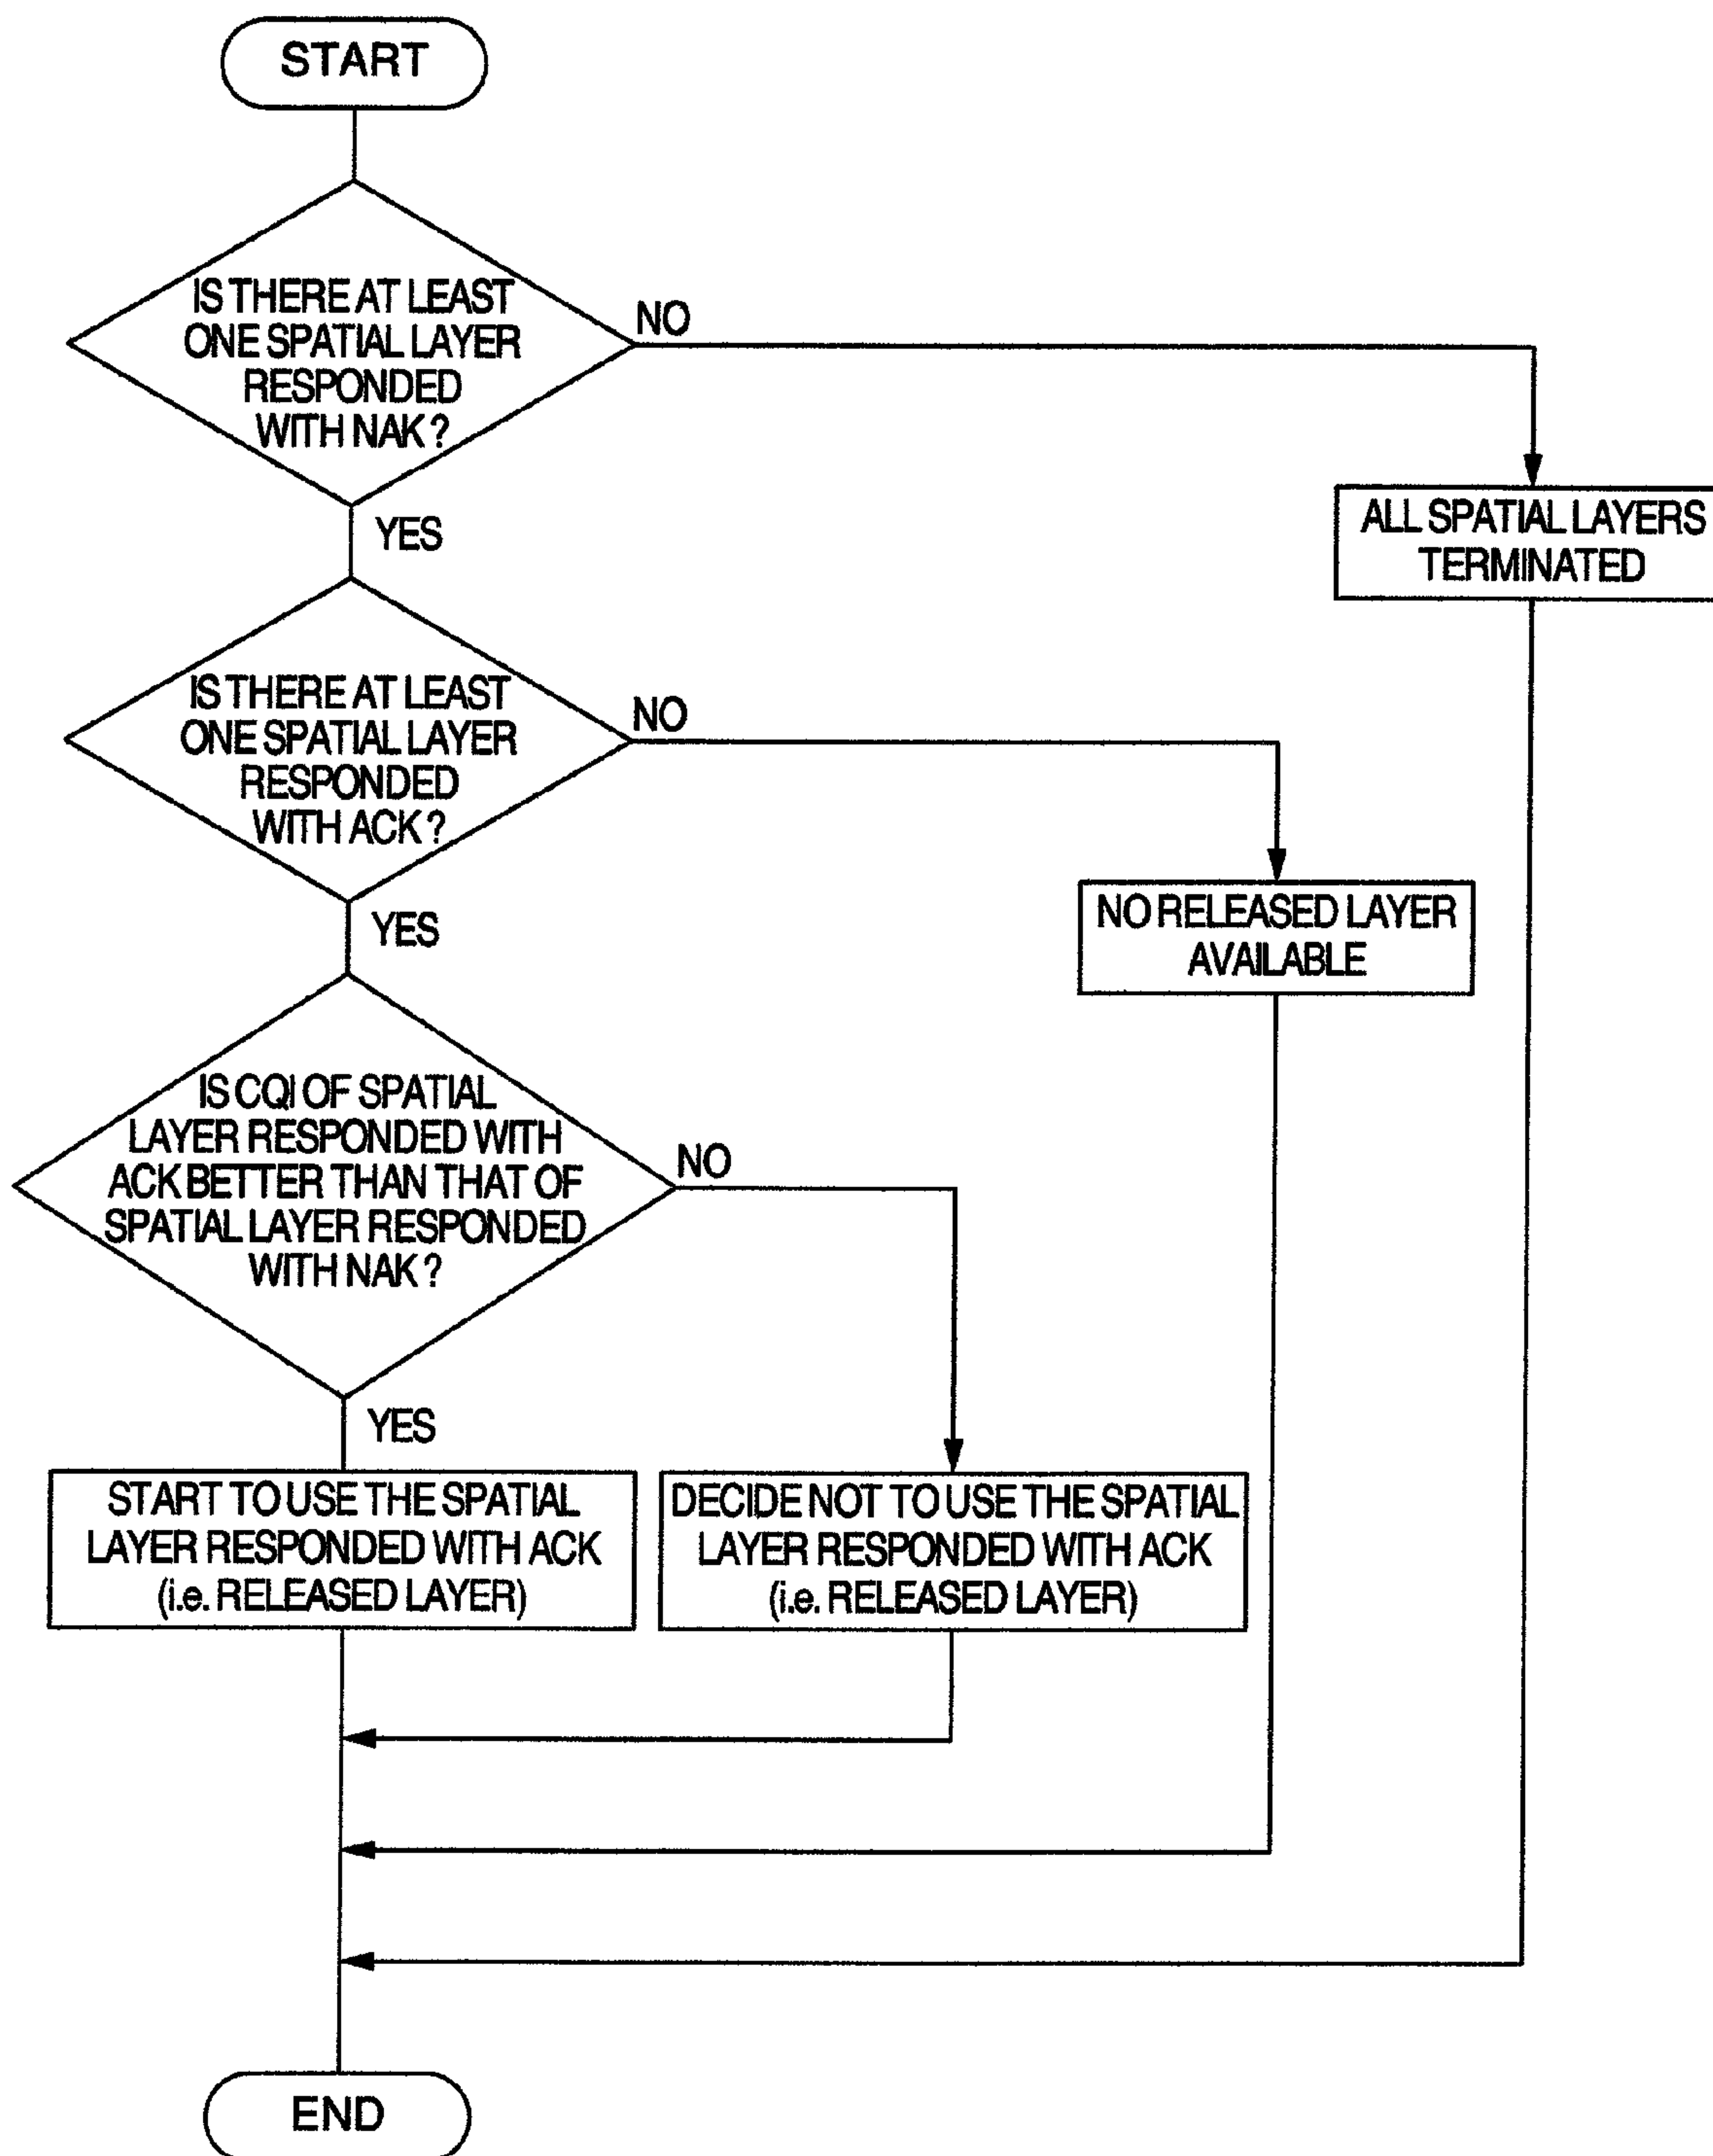 START
IS THERE AT LEAST
ONE SPATIAL LAYER
RESPONDED
WITH NAK ?
NO
YES
ALL SPATIAL LAYERS
TERMINATED
IS THERE AT LEAST
ONE SPATIAL LAYER
RESPONDED
WITH ACK ?
NO
YES
NO RELEASED LAYER
AVAILABLE
IS CQI OF SPATIAL
LAYER RESPONDED WITH
ACK BETTER THAN THAT OF
SPATIAL LAYER RESPONDED
WITH NAK ?
NO
YES
START TO USE THE SPATIAL
LAYER RESPONDED WITH ACK
(i.e. RELEASED LAYER)
DECIDE NOT TO USE THE SPATIAL
LAYER RESPONDED WITH ACK
(i.e. RELEASED LAYER)
END